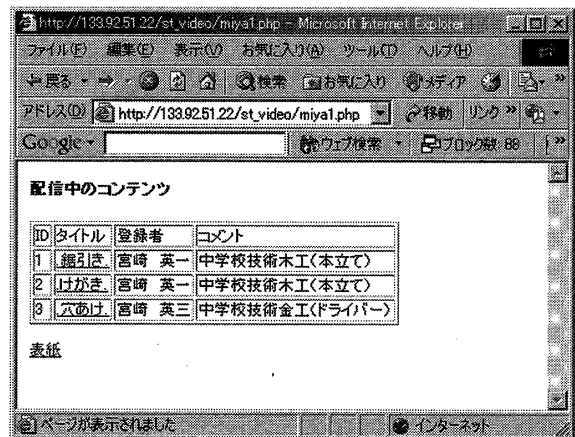 http://133.92.51.22/st_video/miya1.php - Microsoft Internet Explorer
ファイル(F) 編集(E) 表示(V) お気に入り(A) ツール(T) ヘルプ(H)
戻る 検索 お気に入り メディア »
アドレス(D) http://133.92.51.22/st_video/miya1.php 移動 リンク »
Google ウェブ検索 ブロック数: 88 »
配信中のコンテンツ
ID タイトル 登録者 コメント
1 鋸引き 宮崎 英一 中学校技術木工(本立て)
2 けがき 宮崎 英一 中学校技術木工(本立て)
3 穴あけ 宮崎 英三 中学校技術金工(ドライバー)
表紙
ページが表示されました インターネット